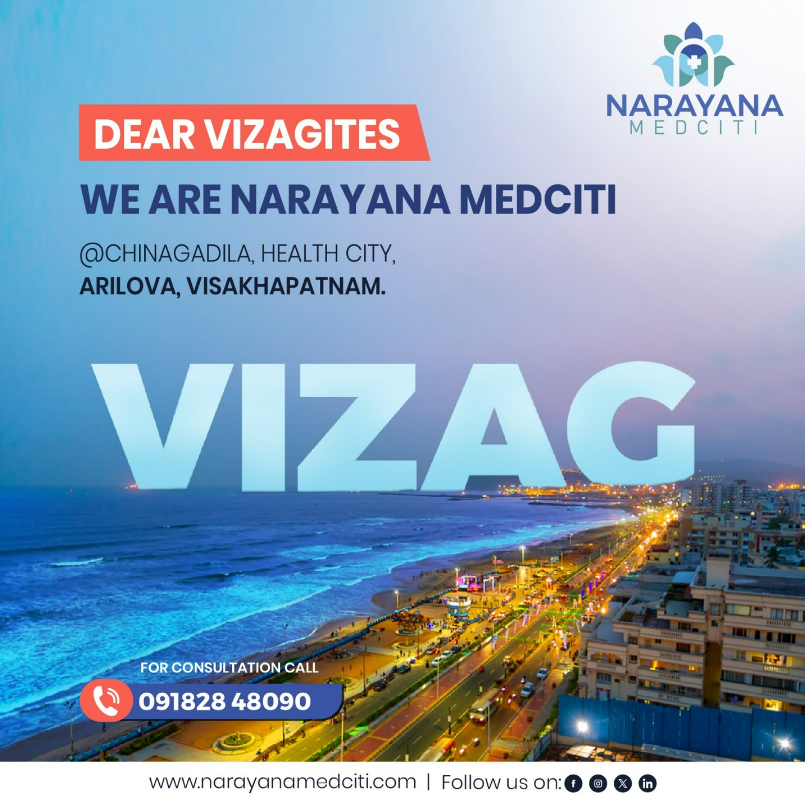 NARAYANA
MEDCITI
DEAR VIZAGITES
WE ARE NARAYANA MEDCITI
@CHINAGADILA, HEALTH CITY,
ARILOVA, VISAKHAPATNAM.
VIZAG
FOR CONSULTATION CALL
091828 48090
www.narayanamedciti.com | Follow us on: